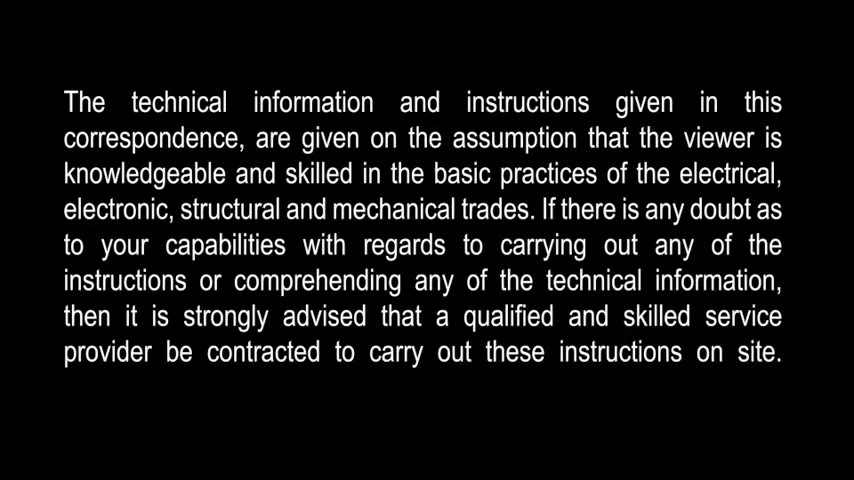 The technical information and instructions given in this
correspondence, are given on the assumption that the viewer is
knowledgeable and skilled in the basic practices of the electrical,
electronic, structural and mechanical trades. If there is any doubt as
to your capabilities with regards to carrying out any of the
instructions or comprehending any of the technical information,
then it is strongly advised that a qualified and skilled service
provider be contracted to carry out these instructions on site.